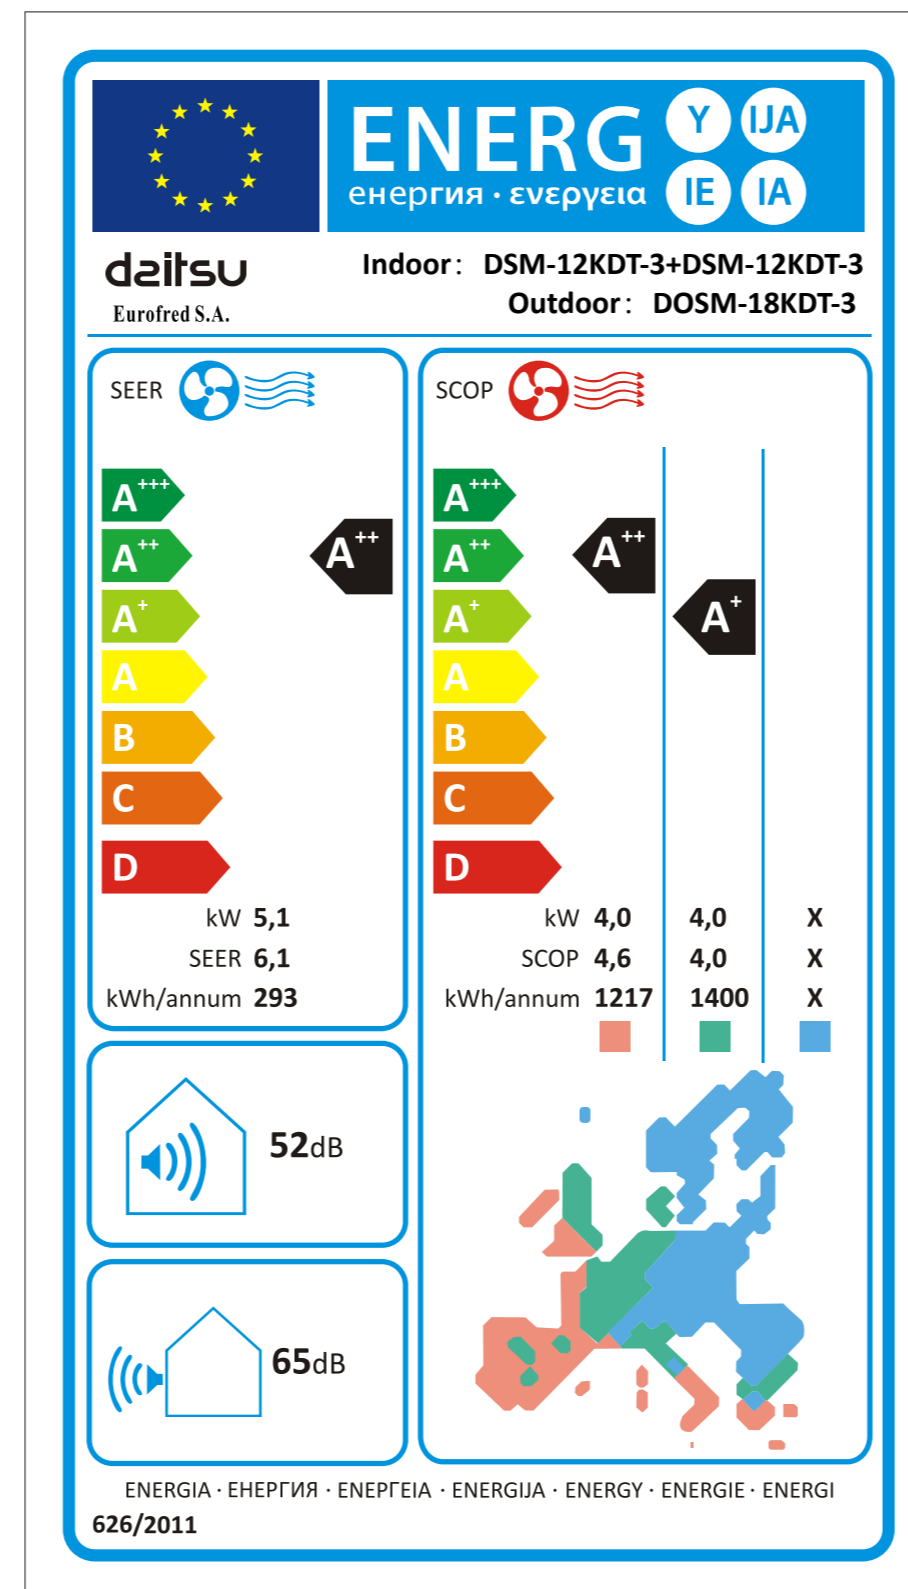 ENERG Y IJA
енергия · ενεργεια IE IA
daitsu
Eurofred S.A.
Indoor: DSM-12KDT-3+DSM-12KDT-3
Outdoor: DOSM-18KDT-3
SEER
A+++
A++
A++
A+
A
B
C
D
kW 5,1
SEER 6,1
kWh/annum 293
SCOP
A+++
A++
A++
A+
A+
A
B
C
D
kW 4,0 4,0 X
SCOP 4,6 4,0 X
kWh/annum 1217 1400 X
52dB
65dB
ENERGIA · ЕНЕРГИЯ · ΕΝΕΡΓΕΙΑ · ENERGIJA · ENERGY · ENERGIE · ENERGI
626/2011